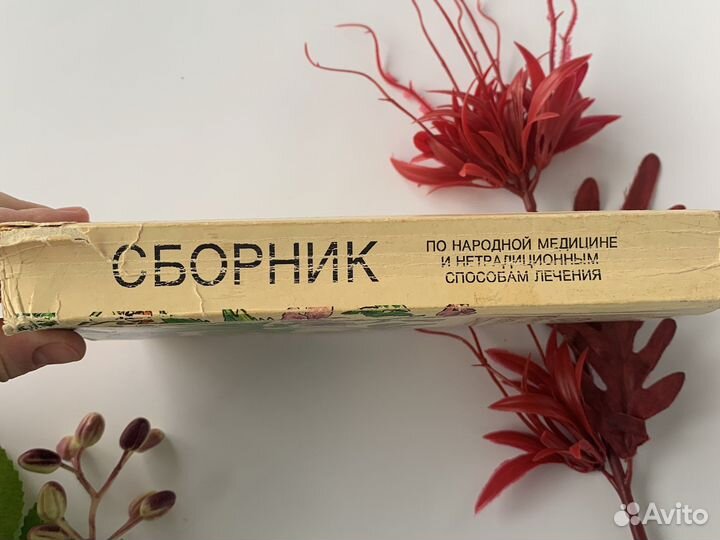 СБОРНИК
ПО НАРОДНОЙ МЕДИЦИНЕ
И НЕТРАДИЦИОННЫМ
СПОСОБАМ ЛЕЧЕНИЯ
Avito